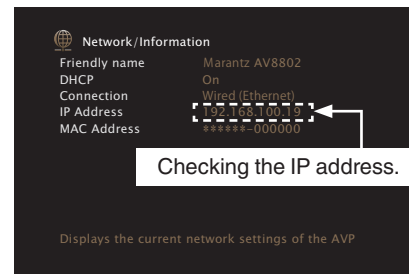 Network/Information
Friendly name Marantz AV8802
DHCP On
Connection Wired (Ethernet)
IP Address 192.168.100.19
MAC Address ******-000000
Checking the IP address.
Displays the current network settings of the AVP